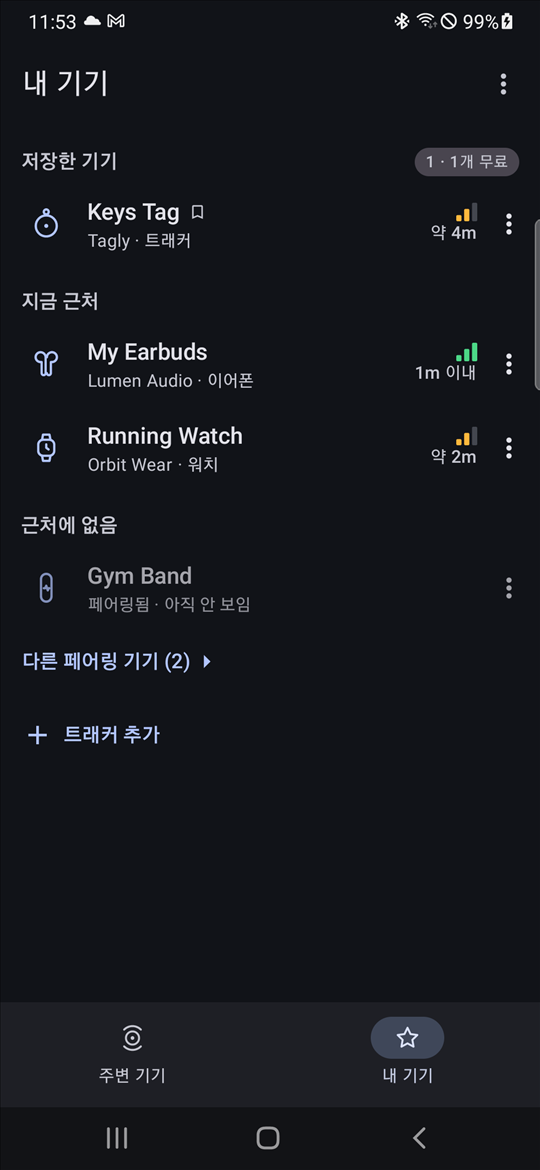 11:53
99%
내 기기
저장한 기기
1 · 1개 무료
Keys Tag
Tagly · 트래커
약 4m
지금 근처
My Earbuds
Lumen Audio · 이어폰
1m 이내
Running Watch
Orbit Wear · 워치
약 2m
근처에 없음
Gym Band
페어링됨 · 아직 안 보임
다른 페어링 기기 (2)
트래커 추가
주변 기기
내 기기